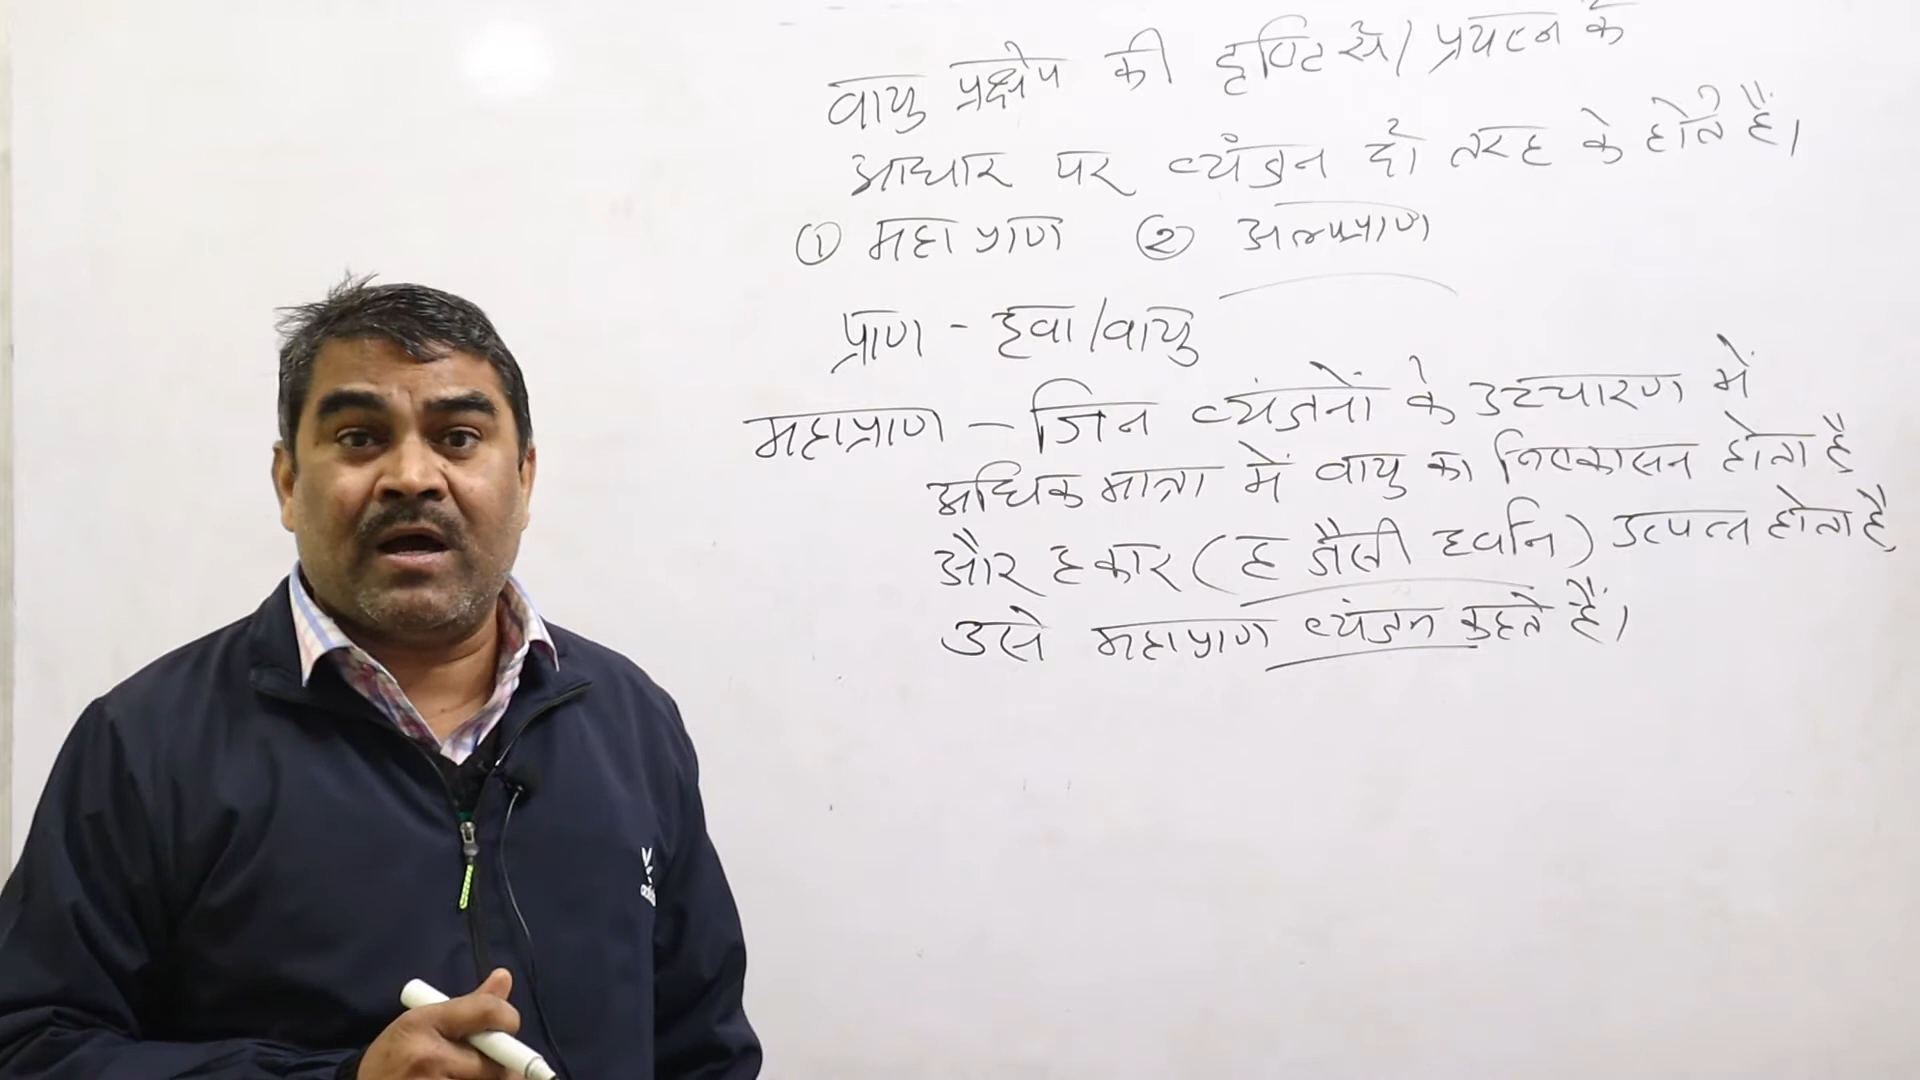 वायु प्रक्षेप की दृष्टि से/ प्रयत्न के
आधार पर व्यंजन दो तरह के होते हैं।
① महाप्राण ② अल्पप्राण
प्राण - हवा/वायु
महाप्राण - जिन व्यंजनों के उच्चारण में
अधिक मात्रा में वायु का निष्कासन होता है
और हकार (ह जैसी ध्वनि) उत्पन्न होता है,
उसे महाप्राण व्यंजन कहते हैं।